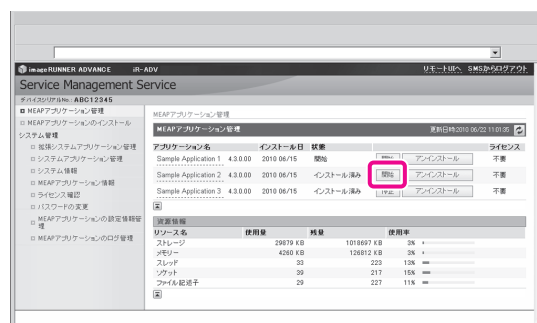 imageRUNNER ADVANCE iR-ADV リモートUIへ SMSからログアウト
Service Management Service
デバイスシリアルNo.: ABC12345
MEAPアプリケーション管理
MEAPアプリケーションのインストール
システム管理
拡張システムアプリケーション管理
システムアプリケーション管理
システム情報
MEAPアプリケーション情報
ライセンス確認
パスワードの変更
MEAPアプリケーションの設定情報管理
MEAPアプリケーションのログ管理
MEAPアプリケーション管理
MEAPアプリケーション管理 更新日時:2010 06/22 11:01:35
アプリケーション名 インストール日 状態 ライセンス
Sample Application 1 4.3.0.00 2010 06/15 開始 アンインストール 不要
Sample Application 2 4.3.0.00 2010 06/15 インストール済み 開始 アンインストール 不要
Sample Application 3 4.3.0.00 2010 06/15 インストール済み アンインストール 不要
資源情報
リソース名 使用量 残量 使用率
ストレージ 29879 KB 1018697 KB 3%
メモリー 4260 KB 126812 KB 3%
スレッド 33 223 13%
ソケット 39 217 15%
ファイル記述子 29 227 11%